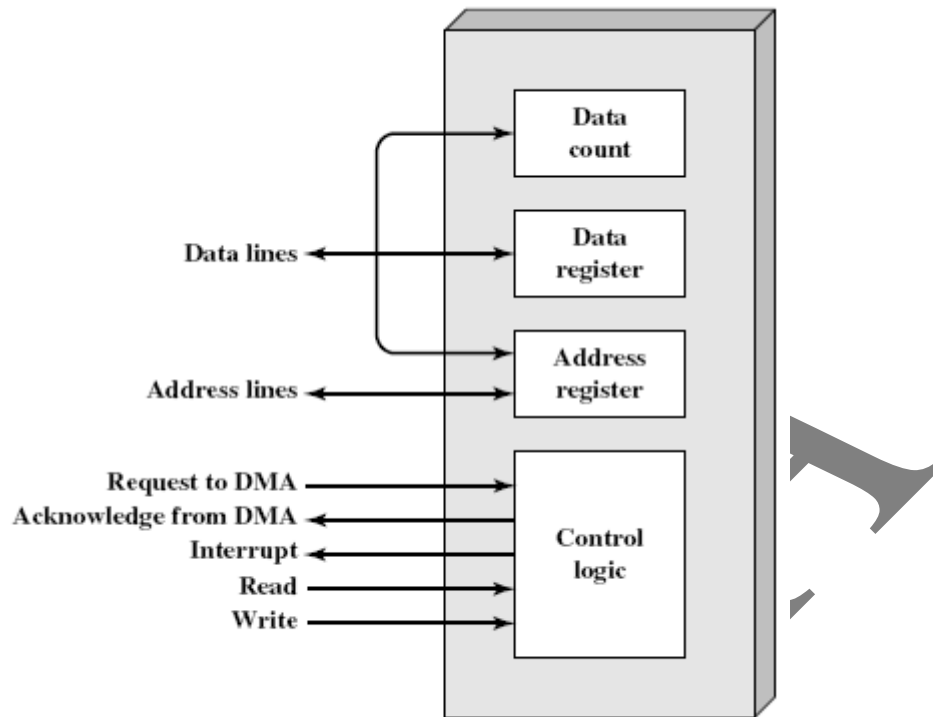 Data
count
Data lines
Data
register
Address
register
Address lines
Request to DMA
Acknowledge from DMA
Interrupt
Read
Write
Control
logic